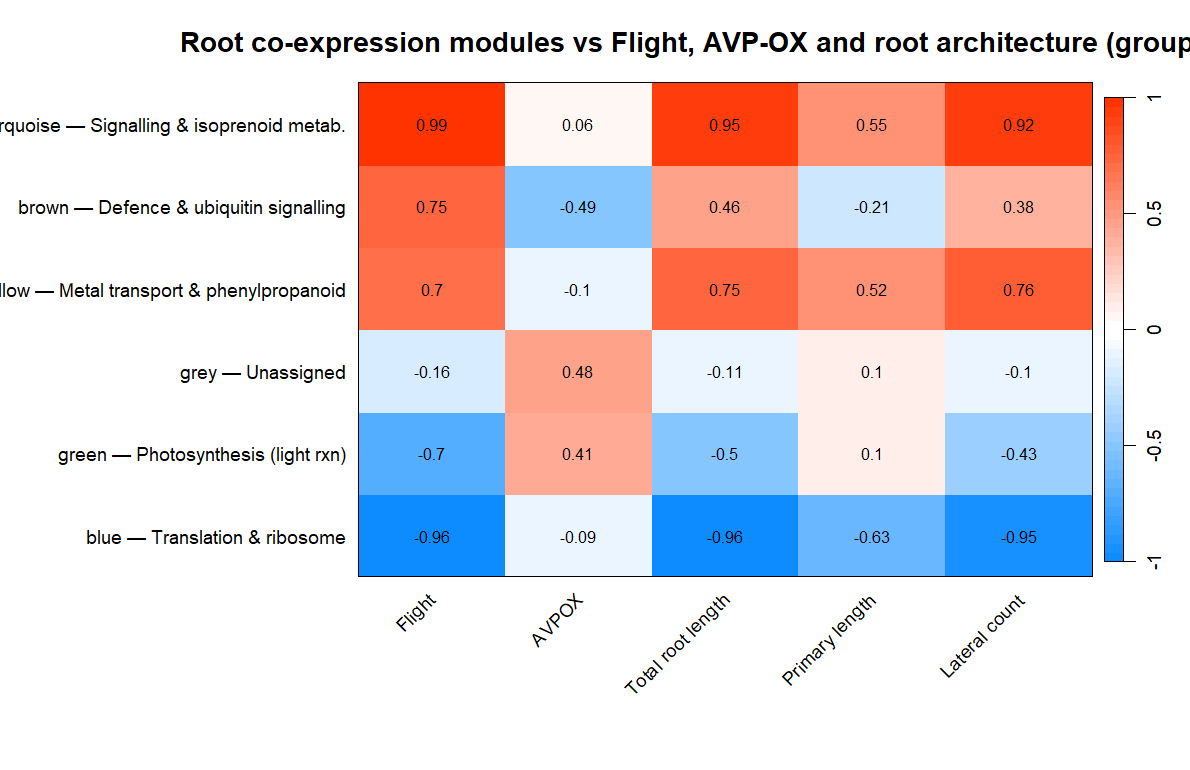 Root co-expression modules vs Flight, AVP-OX and root architecture (group
rquoise — Signalling & isoprenoid metab. 0.99 0.06 0.95 0.55 0.92
brown — Defence & ubiquitin signalling 0.75 -0.49 0.46 -0.21 0.38
llow — Metal transport & phenylpropanoid 0.7 -0.1 0.75 0.52 0.76
grey — Unassigned -0.16 0.48 -0.11 0.1 -0.1
green — Photosynthesis (light rxn) -0.7 0.41 -0.5 0.1 -0.43
blue — Translation & ribosome -0.96 -0.09 -0.96 -0.63 -0.95
Flight AVPOX Total root length Primary length Lateral count
1
0.5
0
-0.5
-1